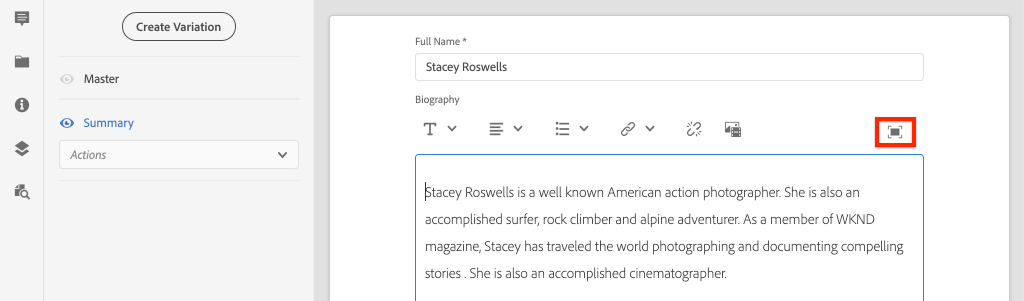 Create Variation
Master
Summary
Actions
Full Name *
Stacey Roswells
Biography
Stacey Roswells is a well known American action photographer. She is also an
accomplished surfer, rock climber and alpine adventurer. As a member of WKND
magazine, Stacey has traveled the world photographing and documenting compelling
stories . She is also an accomplished cinematographer.